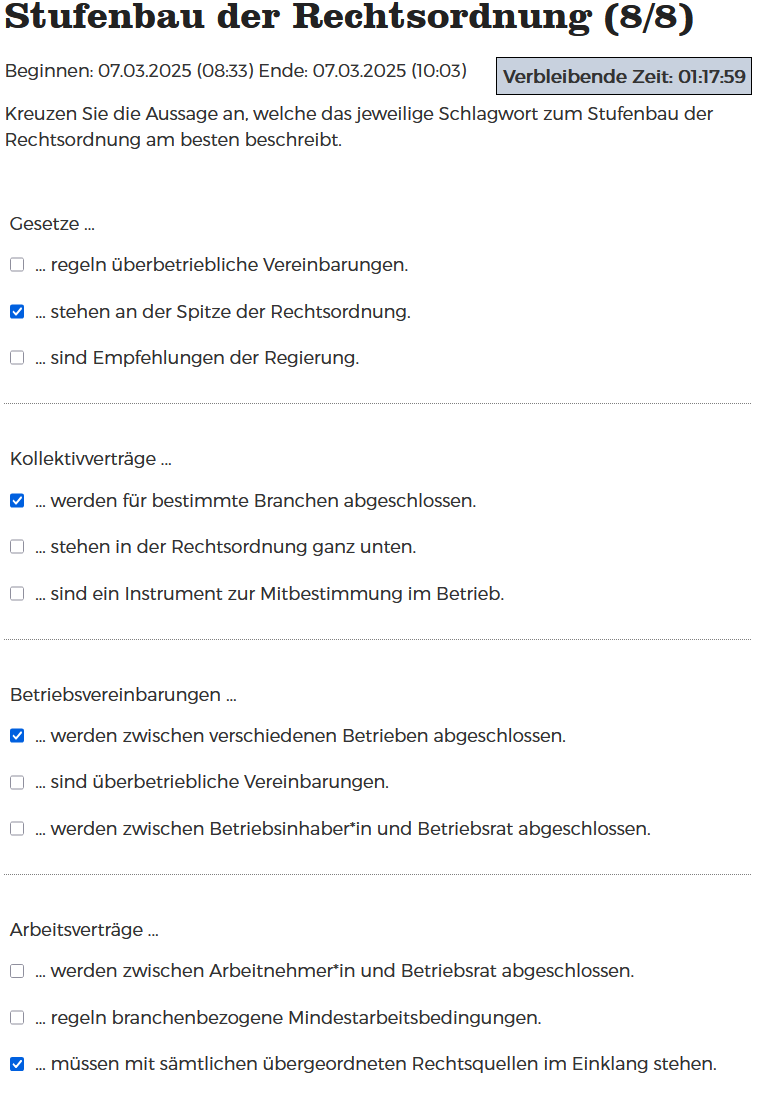 Stufenbau der Rechtsordnung (8/8)
Beginnen: 07.03.2025 (08:33) Ende: 07.03.2025 (10:03)
Verbleibende Zeit: 01:17:59
Kreuzen Sie die Aussage an, welche das jeweilige Schlagwort zum Stufenbau der
Rechtsordnung am besten beschreibt.
Gesetze ...
... regeln überbetriebliche Vereinbarungen.
... stehen an der Spitze der Rechtsordnung.
... sind Empfehlungen der Regierung.
Kollektivverträge ...
... werden für bestimmte Branchen abgeschlossen.
... stehen in der Rechtsordnung ganz unten.
... sind ein Instrument zur Mitbestimmung im Betrieb.
Betriebsvereinbarungen ...
... werden zwischen verschiedenen Betrieben abgeschlossen.
... sind überbetriebliche Vereinbarungen.
... werden zwischen Betriebsinhaber*in und Betriebsrat abgeschlossen.
Arbeitsverträge ...
... werden zwischen Arbeitnehmer*in und Betriebsrat abgeschlossen.
... regeln branchenbezogene Mindestarbeitsbedingungen.
... müssen mit sämtlichen übergeordneten Rechtsquellen im Einklang stehen.